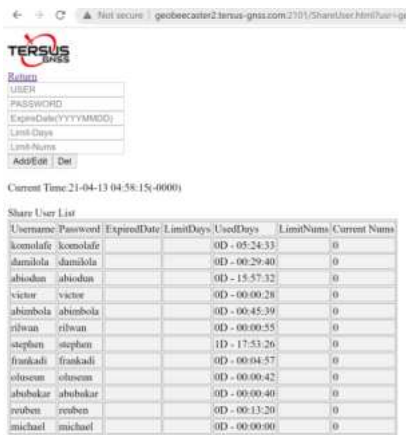 Not secure | geobeecaster2.tersus-gnss.com:2101/ShareUser.html?usr=ge
TERSUS
GNSS
Return
USER
PASSWORD
ExpireDate(YYYYMMDD)
Limit-Days
Limit-Nums
Add/Edit Del
Current Time:21-04-13 04:58:15(-0000)
Share User List
Username Password ExpiredDate LimitDays UsedDays LimitNums Current Nums
komolafe komolafe 0D - 05:24:33 0
damilola damilola 0D - 00:29:40 0
abiodun abiodun 0D - 15:57:32 0
victor victor 0D - 00:00:28 0
abimbola abimbola 0D - 00:45:39 0
rilwan rilwan 0D - 00:00:55 0
stephen stephen 1D - 17:53:26 0
frankadi frankadi 0D - 00:04:57 0
oluseun oluseun 0D - 00:00:42 0
abubukar abubukar 0D - 00:00:40 0
reuben reuben 0D - 00:13:20 0
michael michael 0D - 00:00:00 0